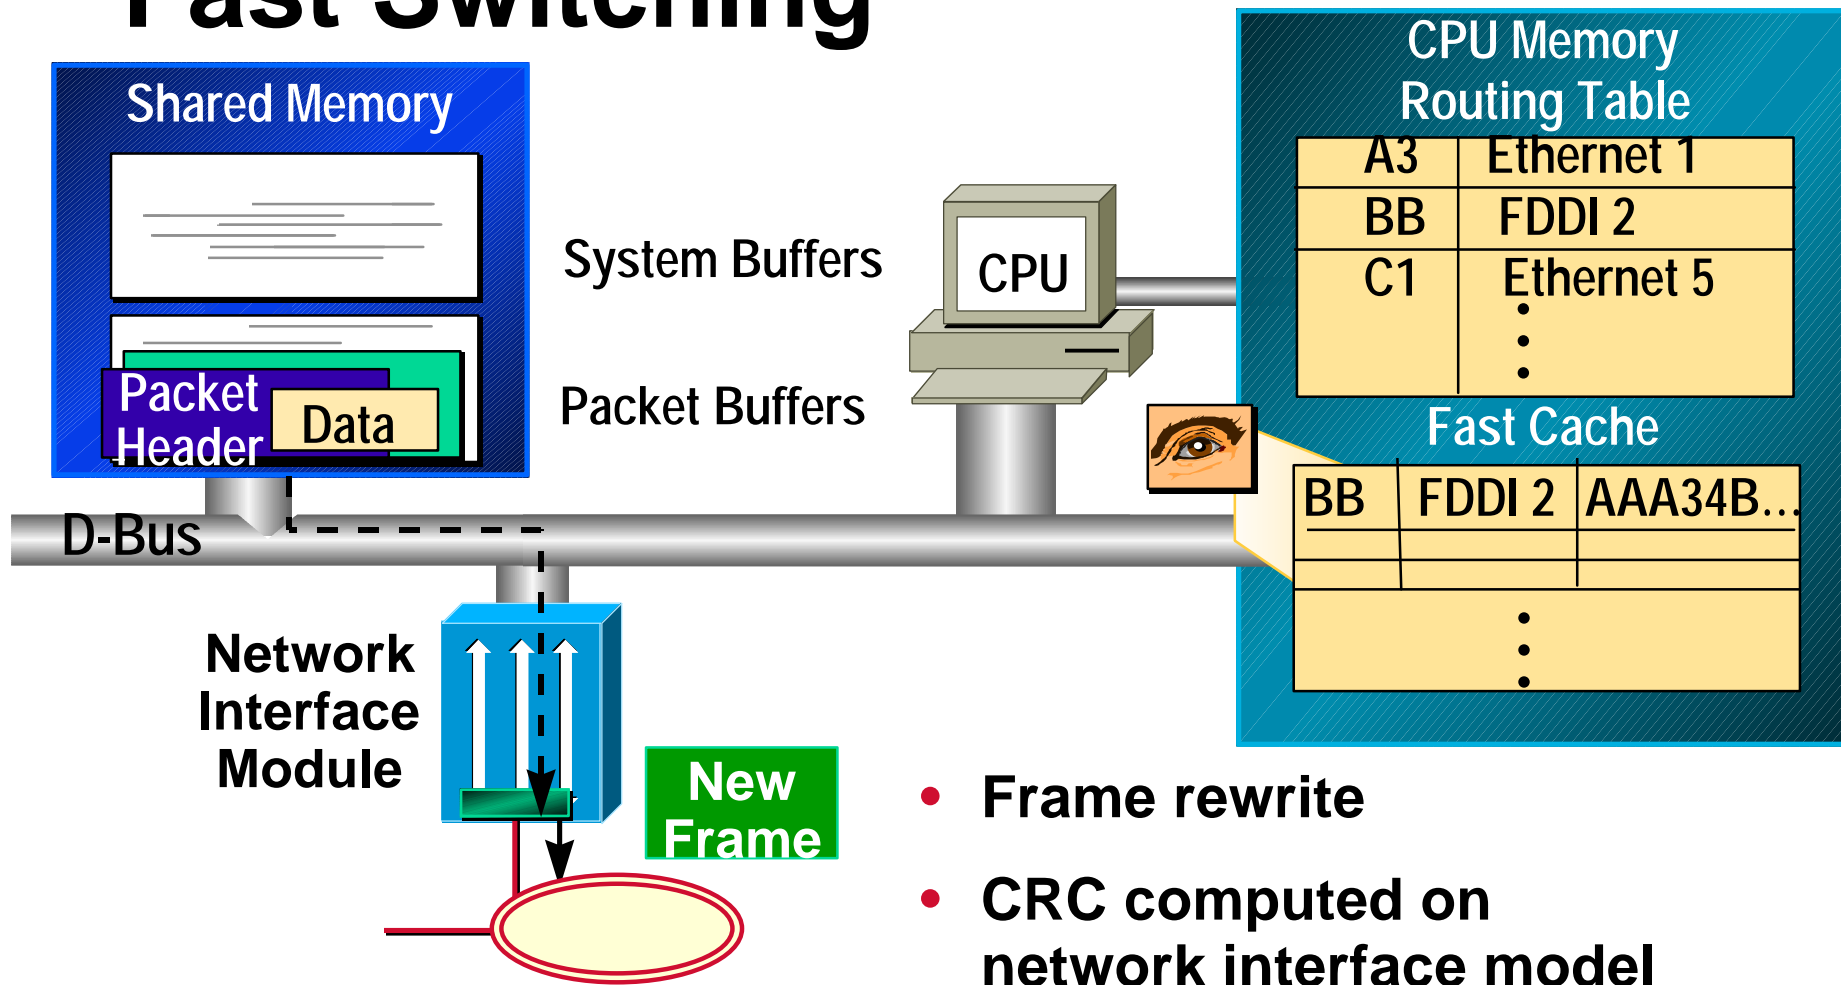 Fast Switching
Shared Memory
System Buffers
Packet Buffers
Packet
Header
Data
CPU
CPU Memory
Routing Table
A3 Ethernet 1
BB FDDI 2
C1 Ethernet 5
Fast Cache
BB FDDI 2 AAA34B...
D-Bus
Network
Interface
Module
New
Frame
• Frame rewrite
• CRC computed on
network interface model